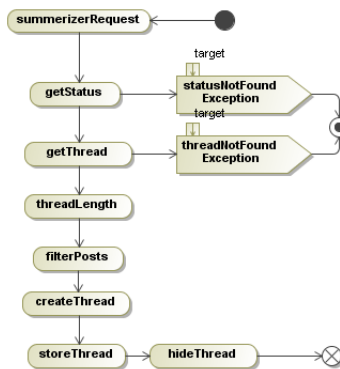 summerizerRequest
target
getStatus
statusNotFound
Exception
target
getThread
threadNotFound
Exception
threadLength
filterPosts
createThread
storeThread
hideThread